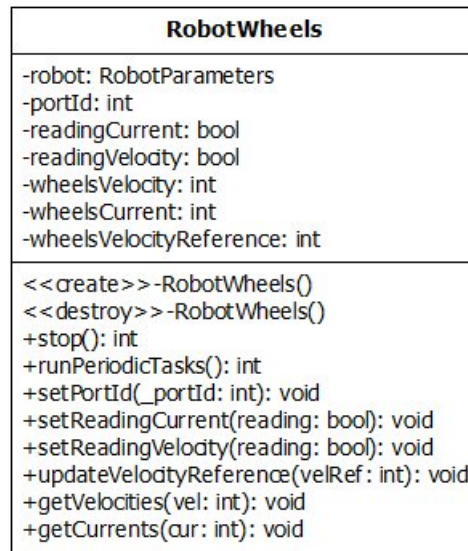 RobotWheels
-robot: RobotParameters
-portId: int
-readingCurrent: bool
-readingVelocity: bool
-wheelsVelocity: int
-wheelsCurrent: int
-wheelsVelocityReference: int
<<create>>-RobotWheels()
<<destroy>>-RobotWheels()
+stop(): int
+runPeriodicTasks(): int
+setPortId(_portId: int): void
+setReadingCurrent(reading: bool): void
+setReadingVelocity(reading: bool): void
+updateVelocityReference(velRef: int): void
+getVelocities(vel: int): void
+getCurrents(cur: int): void